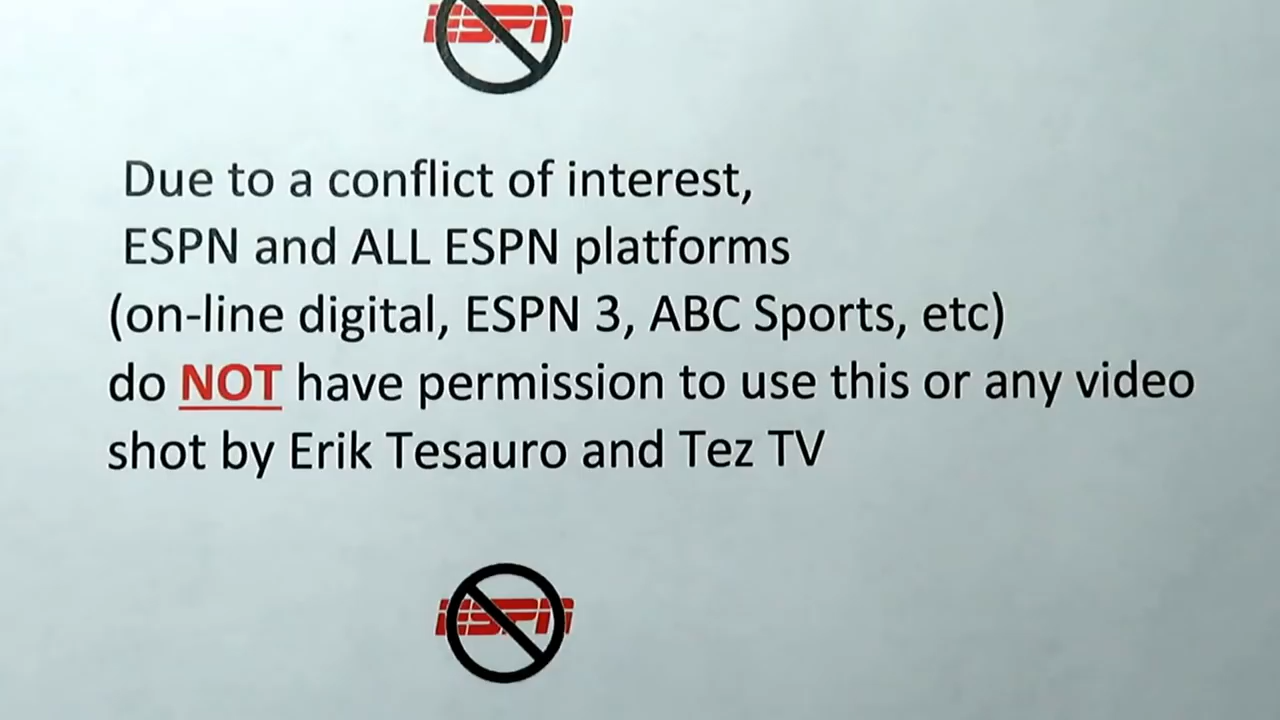 ESPN
Due to a conflict of interest,
ESPN and ALL ESPN platforms
(on-line digital, ESPN 3, ABC Sports, etc)
do NOT have permission to use this or any video
shot by Erik Tesauro and Tez TV
ESPN